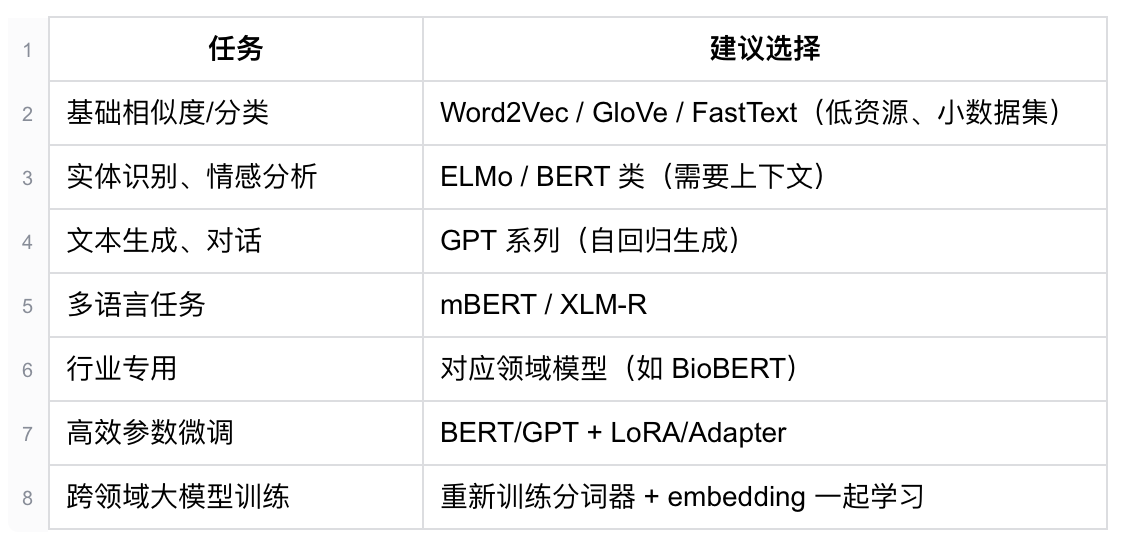 1 任务 建议选择
2 基础相似度/分类 Word2Vec / GloVe / FastText（低资源、小数据集）
3 实体识别、情感分析 ELMo / BERT 类（需要上下文）
4 文本生成、对话 GPT 系列（自回归生成）
5 多语言任务 mBERT / XLM-R
6 行业专用 对应领域模型（如 BioBERT）
7 高效参数微调 BERT/GPT + LoRA/Adapter
8 跨领域大模型训练 重新训练分词器 + embedding 一起学习